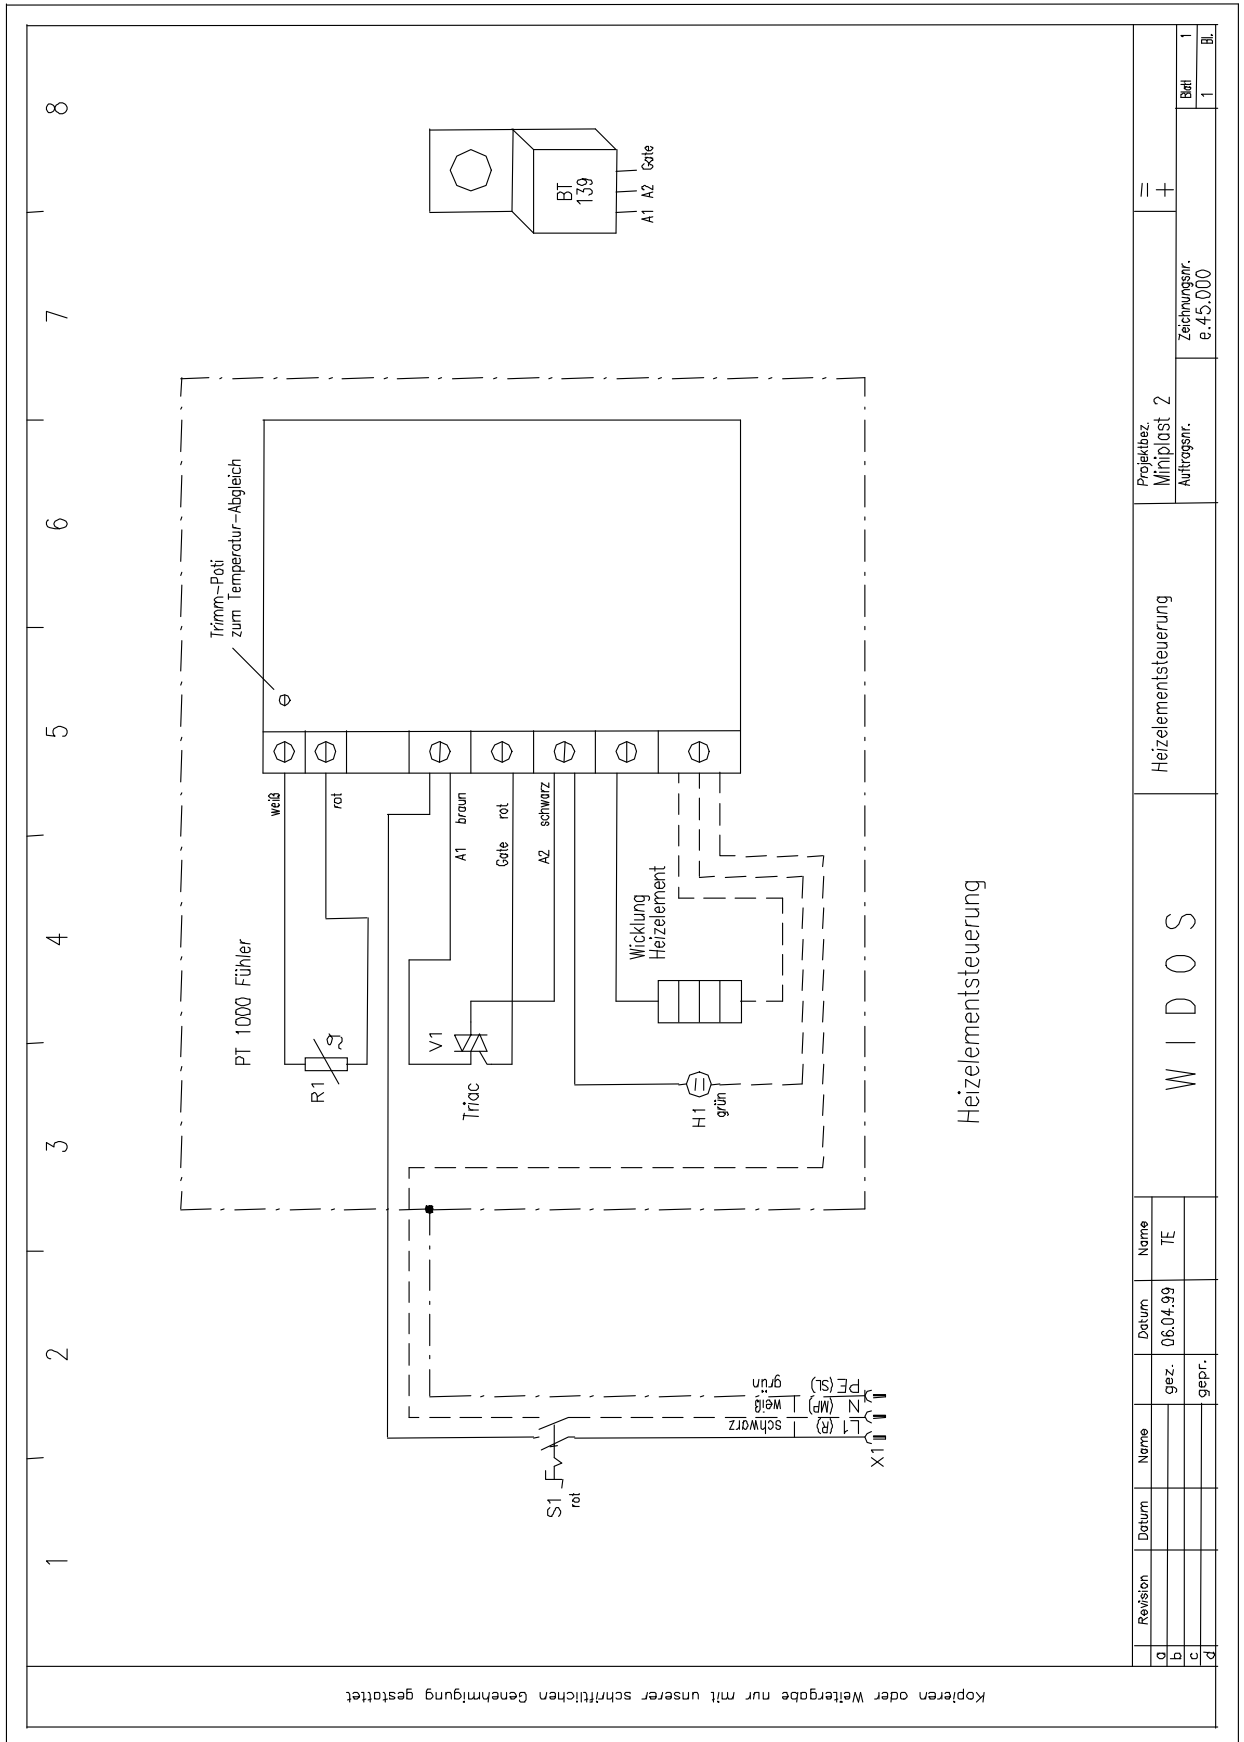 1
2
3
4
5
6
7
8
Trimm-Poti
zum Temperatur-Abgleich
PT 1000 Fühler
R1
weiß
rot
V1
Triac
A1 braun
Gate rot
A2 schwarz
Wicklung
Heizelement
H1
grün
BT
139
A1 A2 Gate
S1
rot
X1
L1 (R) schwarz
N (MP) weiß
PE (SL) grün
Heizelementsteuerung
Kopieren oder Weitergabe nur mit unserer schriftlichen Genehmigung gestattet
Revision Datum Name Datum Name
a
b
c
d
gez. 06.04.99 TE
gepr.
W I D O S
Heizelementsteuerung
Projektbez.
Miniplast 2
Auftragsnr.
Zeichnungsnr.
e.45.000
=
+
Blatt 1
1 Bl.